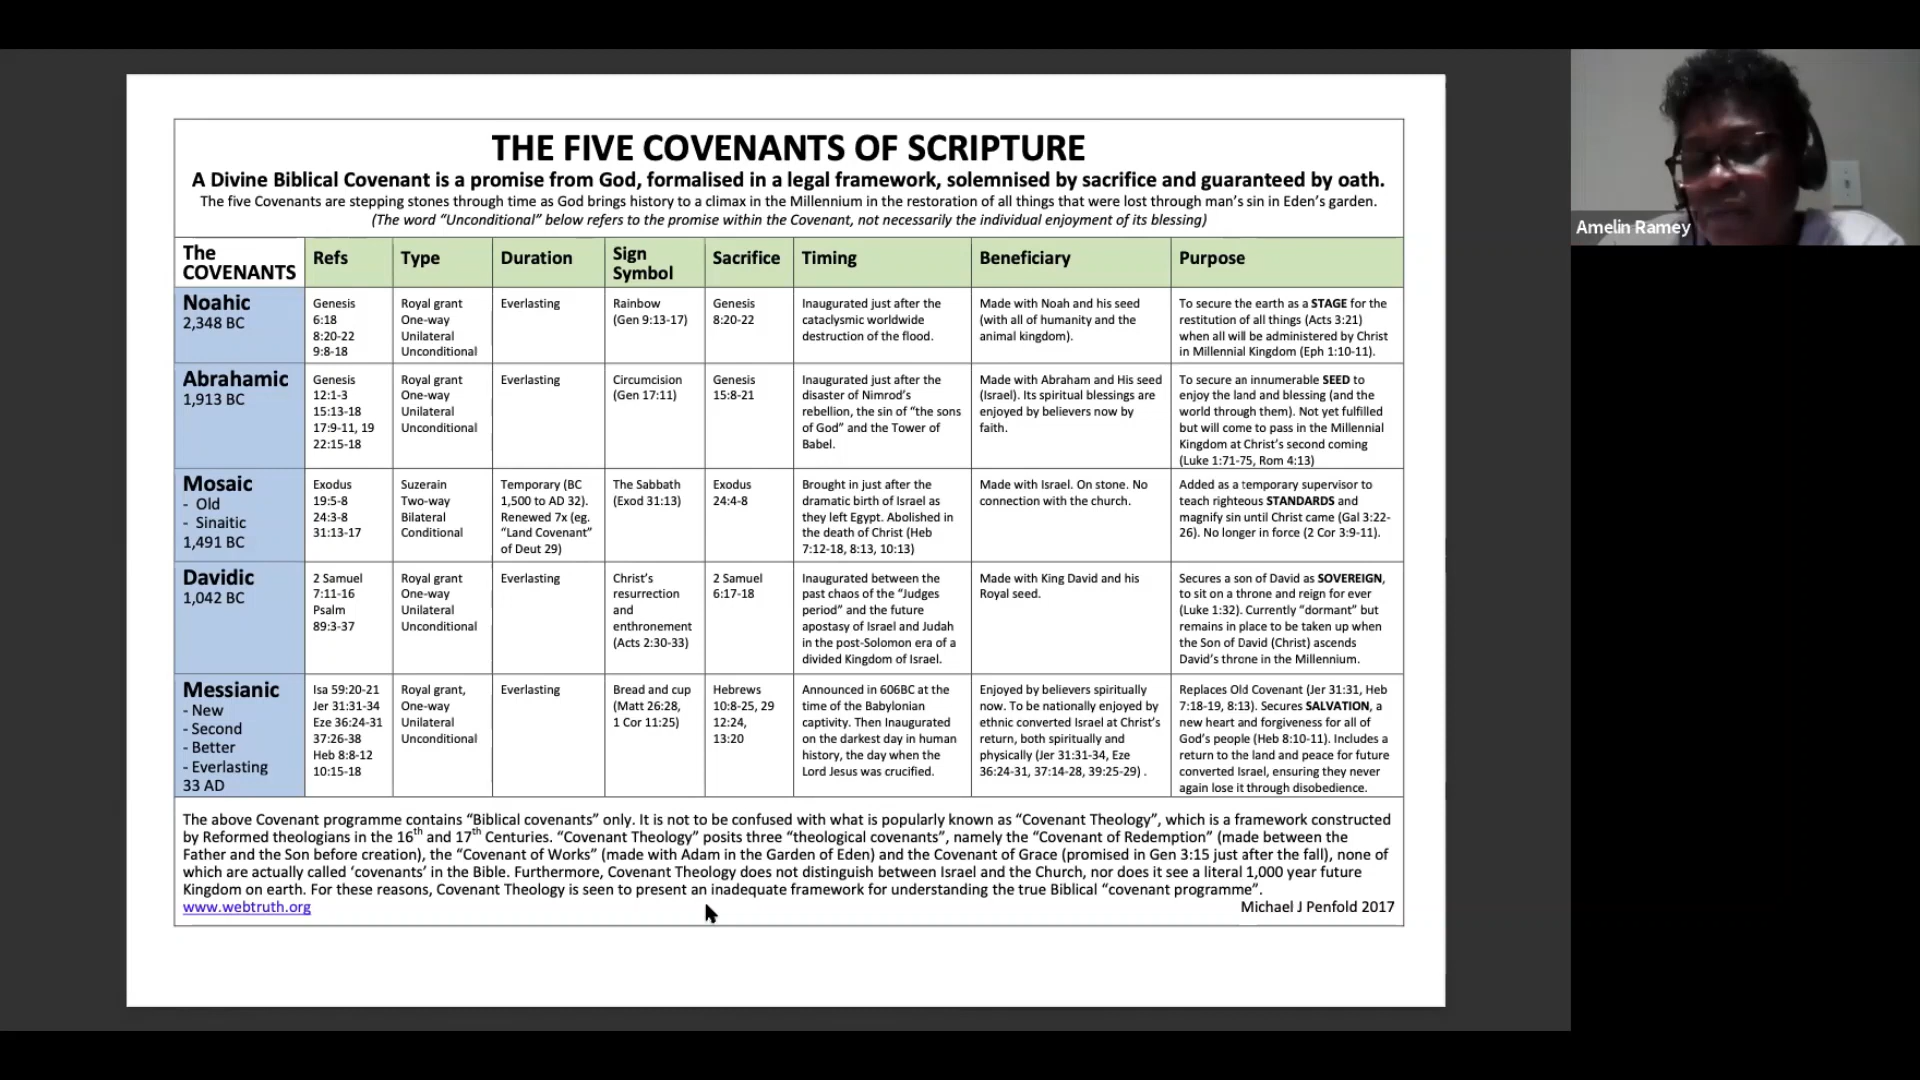 THE FIVE COVENANTS OF SCRIPTURE
A Divine Biblical Covenant is a promise from God, formalised in a legal framework, solemnised by sacrifice and guaranteed by oath.
The five Covenants are stepping stones through time as God brings history to a climax in the Millennium in the restoration of all things that were lost through man's sin in Eden's garden.
(The word “Unconditional” below refers to the promise within the Covenant, not necessarily the individual enjoyment of its blessing)
The
COVENANTS
Refs
Type
Duration
Sign
Symbol
Sacrifice
Timing
Beneficiary
Purpose
Noahic
2,348 BC
Genesis
6:18
8:20-22
9:8-18
Royal grant
One-way
Unilateral
Unconditional
Everlasting
Rainbow
(Gen 9:13-17)
Genesis
8:20-22
Inaugurated just after the
cataclysmic worldwide
destruction of the flood.
Made with Noah and his seed
(with all of humanity and the
animal kingdom).
To secure the earth as a STAGE for the
restitution of all things (Acts 3:21)
when all will be administered by Christ
in Millennial Kingdom (Eph 1:10-11).
Abrahamic
1,913 BC
Genesis
12:1-3
15:13-18
17:9-11, 19
22:15-18
Royal grant
One-way
Unilateral
Unconditional
Everlasting
Circumcision
(Gen 17:11)
Genesis
15:8-21
Inaugurated just after the
disaster of Nimrod's
rebellion, the sin of “the sons
of God” and the Tower of
Babel.
Made with Abraham and His seed
(Israel). Its spiritual blessings are
enjoyed by believers now by
faith.
To secure an innumerable SEED to
enjoy the land and blessing (and the
world through them). Not yet fulfilled
but will come to pass in the Millennial
Kingdom at Christ's second coming
(Luke 1:71-75, Rom 4:13)
Mosaic
- Old
- Sinaitic
1,491 BC
Exodus
19:5-8
24:3-8
31:13-17
Suzerain
Two-way
Bilateral
Conditional
Temporary (BC
1,500 to AD 32).
Renewed 7x (eg.
“Land Covenant”
of Deut 29)
The Sabbath
(Exod 31:13)
Exodus
24:4-8
Brought in just after the
dramatic birth of Israel as
they left Egypt. Abolished in
the death of Christ (Heb
7:12-18, 8:13, 10:13)
Made with Israel. On stone. No
connection with the church.
Added as a temporary supervisor to
teach righteous STANDARDS and
magnify sin until Christ came (Gal 3:22-
26). No longer in force (2 Cor 3:9-11).
Davidic
1,042 BC
2 Samuel
7:11-16
Psalm
89:3-37
Royal grant
One-way
Unilateral
Unconditional
Everlasting
Christ's
resurrection
and
enthronement
(Acts 2:30-33)
2 Samuel
6:17-18
Inaugurated between the
past chaos of the “Judges
period” and the future
apostasy of Israel and Judah
in the post-Solomon era of a
divided Kingdom of Israel.
Made with King David and his
Royal seed.
Secures a son of David as SOVEREIGN,
to sit on a throne and reign for ever
(Luke 1:32). Currently “dormant” but
remains in place to be taken up when
the Son of David (Christ) ascends
David's throne in the Millennium.
Messianic
- New
- Second
- Better
- Everlasting
33 AD
Isa 59:20-21
Jer 31:31-34
Eze 36:24-31
37:26-38
Heb 8:8-12
10:15-18
Royal grant,
One-way
Unilateral
Unconditional
Everlasting
Bread and cup
(Matt 26:28,
1 Cor 11:25)
Hebrews
10:8-25, 29
12:24,
13:20
Announced in 606BC at the
time of the Babylonian
captivity. Then Inaugurated
on the darkest day in human
history, the day when the
Lord Jesus was crucified.
Enjoyed by believers spiritually
now. To be nationally enjoyed by
ethnic converted Israel at Christ's
return, both spiritually and
physically (Jer 31:31-34, Eze
36:24-31, 37:14-28, 39:25-29) .
Replaces Old Covenant (Jer 31:31, Heb
7:18-19, 8:13). Secures SALVATION, a
new heart and forgiveness for all of
God's people (Heb 8:10-11). Includes a
return to the land and peace for future
converted Israel, ensuring they never
again lose it through disobedience.
The above Covenant programme contains “Biblical covenants” only. It is not to be confused with what is popularly known as “Covenant Theology”, which is a framework constructed
by Reformed theologians in the 16th and 17th Centuries. “Covenant Theology” posits three “theological covenants”, namely the “Covenant of Redemption” (made between the
Father and the Son before creation), the “Covenant of Works” (made with Adam in the Garden of Eden) and the Covenant of Grace (promised in Gen 3:15 just after the fall), none of
which are actually called ‘covenants’ in the Bible. Furthermore, Covenant Theology does not distinguish between Israel and the Church, nor does it see a literal 1,000 year future
Kingdom on earth. For these reasons, Covenant Theology is seen to present an inadequate framework for understanding the true Biblical “covenant programme”.
www.webtruth.org
Michael J Penfold 2017
Amelin Ramey